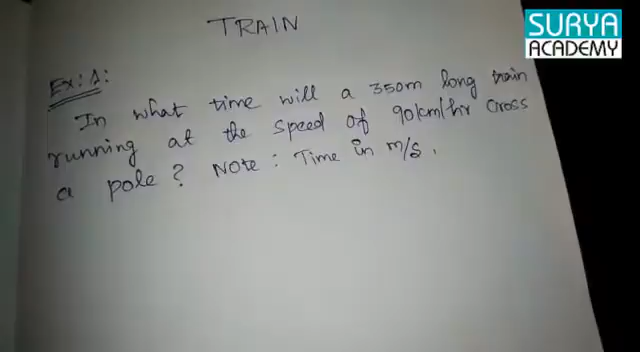 SURYA
ACADEMY
TRAIN
Ex: 1:
In what time will a 350m long train
running at the speed of 90km/hr cross
a pole? Note: Time in m/s.